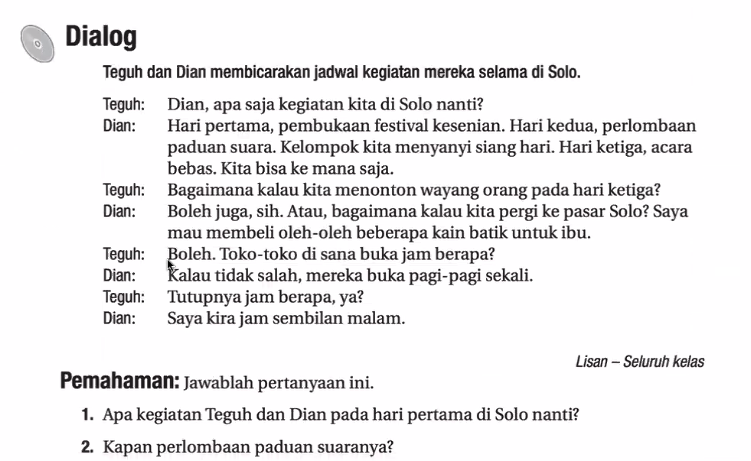 Dialog
Teguh dan Dian membicarakan jadwal kegiatan mereka selama di Solo.
Teguh: Dian, apa saja kegiatan kita di Solo nanti?
Dian: Hari pertama, pembukaan festival kesenian. Hari kedua, perlombaan
paduan suara. Kelompok kita menyanyi siang hari. Hari ketiga, acara
bebas. Kita bisa ke mana saja.
Teguh: Bagaimana kalau kita menonton wayang orang pada hari ketiga?
Dian: Boleh juga, sih. Atau, bagaimana kalau kita pergi ke pasar Solo? Saya
mau membeli oleh-oleh beberapa kain batik untuk ibu.
Teguh: Boleh. Toko-toko di sana buka jam berapa?
Dian: Kalau tidak salah, mereka buka pagi-pagi sekali.
Teguh: Tutupnya jam berapa, ya?
Dian: Saya kira jam sembilan malam.
Lisan – Seluruh kelas
Pemahaman: Jawablah pertanyaan ini.
1. Apa kegiatan Teguh dan Dian pada hari pertama di Solo nanti?
2. Kapan perlombaan paduan suaranya?